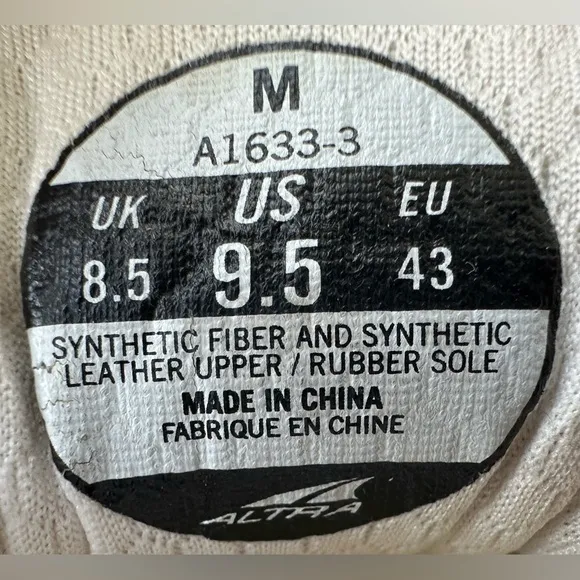 M
A1633-3
UK US EU
8.5 9.5 43
SYNTHETIC FIBER AND SYNTHETIC
LEATHER UPPER / RUBBER SOLE
MADE IN CHINA
FABRIQUE EN CHINE
ALTRA